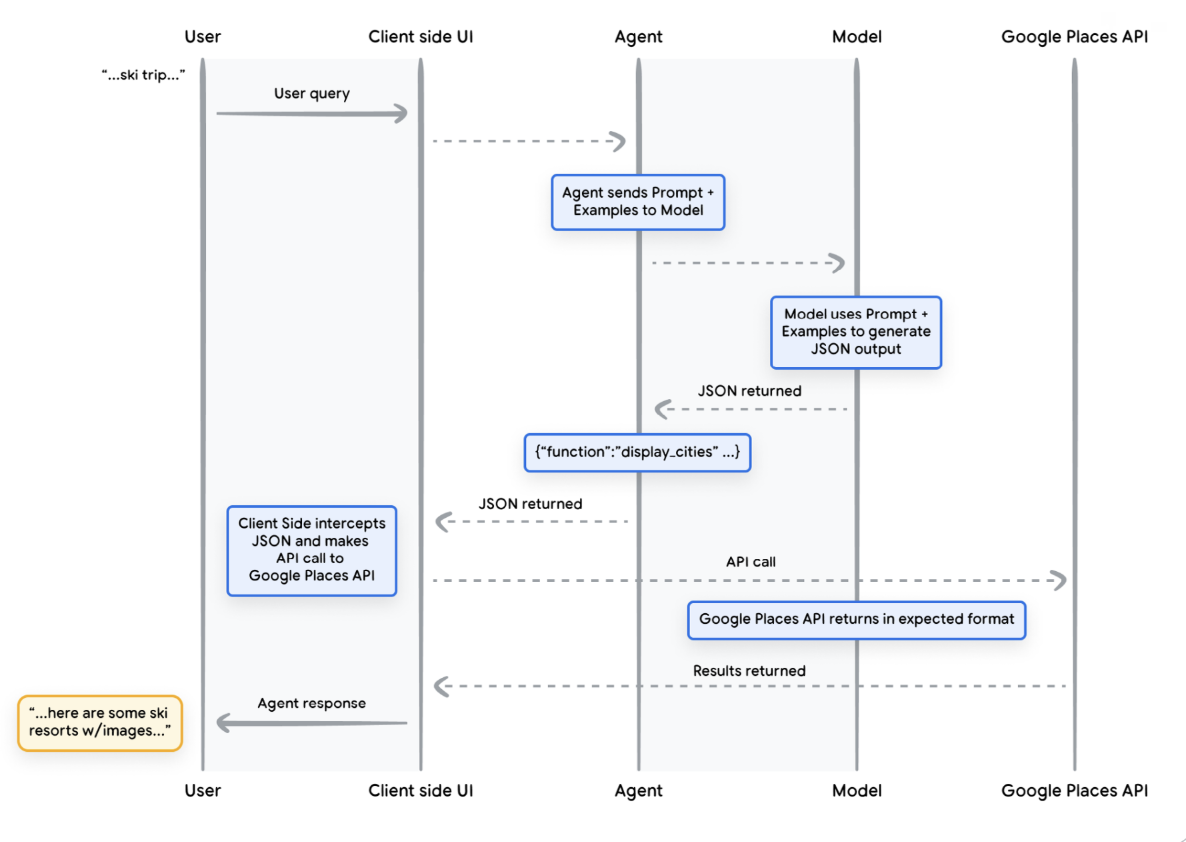 User
Client side UI
Agent
Model
Google Places API
“...ski trip...”
User query
Agent sends Prompt +
Examples to Model
Model uses Prompt +
Examples to generate
JSON output
JSON returned
{“function”:”display_cities” ...}
JSON returned
Client Side intercepts
JSON and makes
API call to
Google Places API
API call
Google Places API returns in expected format
Results returned
Agent response
“...here are some ski
resorts w/images...”
User
Client side UI
Agent
Model
Google Places API